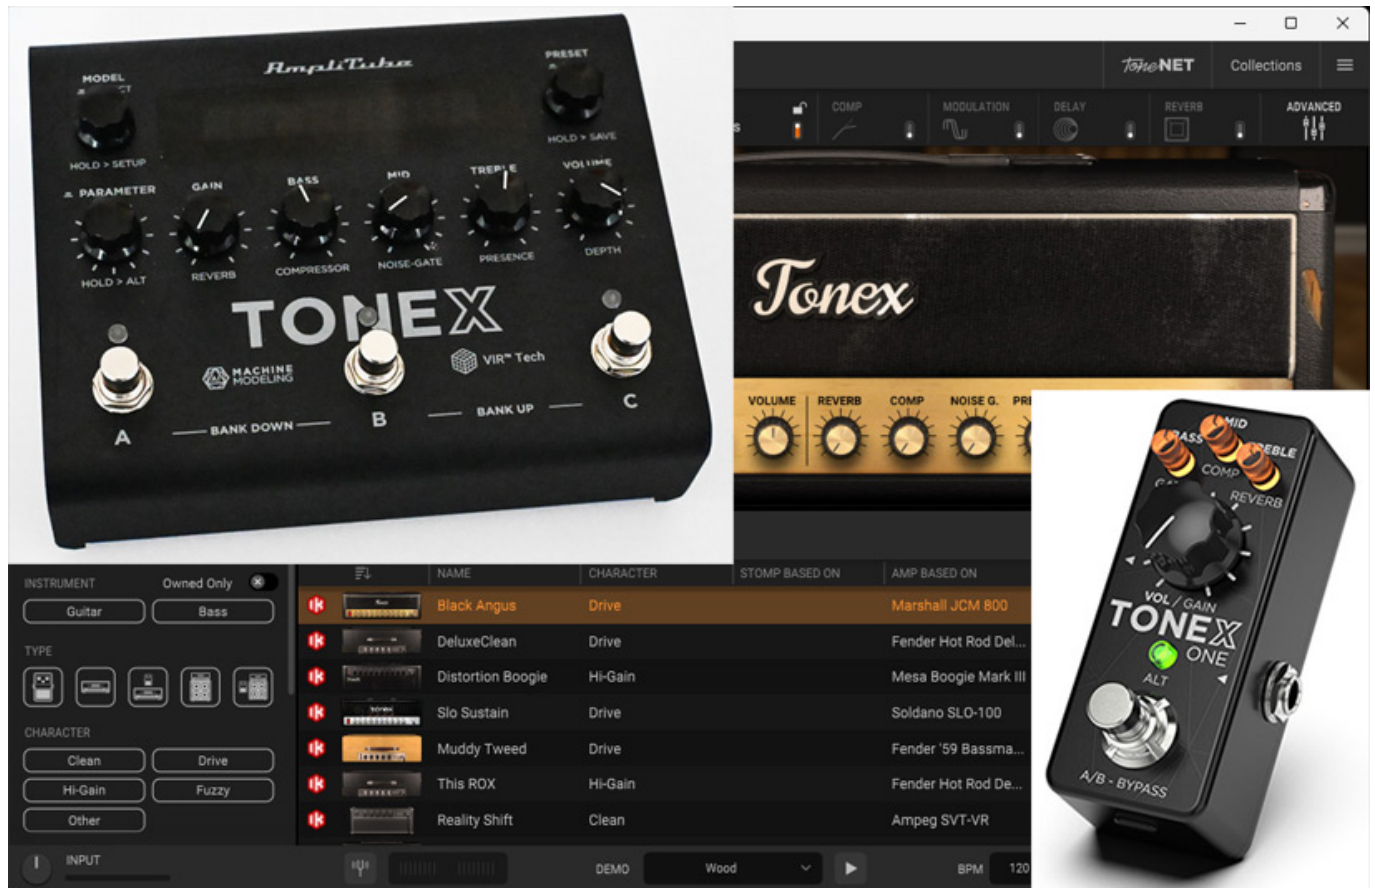 AmpliTube
MODEL
PRESET
HOLD > SETUP
HOLD > SAVE
PARAMETER
GAIN
BASS
MID
TREBLE
VOLUME
HOLD > ALT
REVERB
COMPRESSOR
NOISE-GATE
PRESENCE
DEPTH
TONEX
MACHINE
MODELING
VIR™ Tech
A
BANK DOWN
B
BANK UP
C
ToneNET
Collections
COMP
MODULATION
DELAY
REVERB
ADVANCED
Tonex
VOLUME
REVERB
COMP
NOISE G.
MID
COMP
REVERB
VOL / GAIN
TONEX
ONE
ALT
A/B - BYPASS
INSTRUMENT
Owned Only
Guitar
Bass
TYPE
CHARACTER
Clean
Drive
Hi-Gain
Fuzzy
Other
INPUT
NAME CHARACTER STOMP BASED ON AMP BASED ON
Black Angus Drive Marshall JCM 800
DeluxeClean Drive Fender Hot Rod Del...
Distortion Boogie Hi-Gain Mesa Boogie Mark III
Slo Sustain Drive Soldano SLO-100
Muddy Tweed Drive Fender '59 Bassma...
This ROX Hi-Gain Fender Hot Rod De...
Reality Shift Clean Ampeg SVT-VR
DEMO
Wood
BPM
120